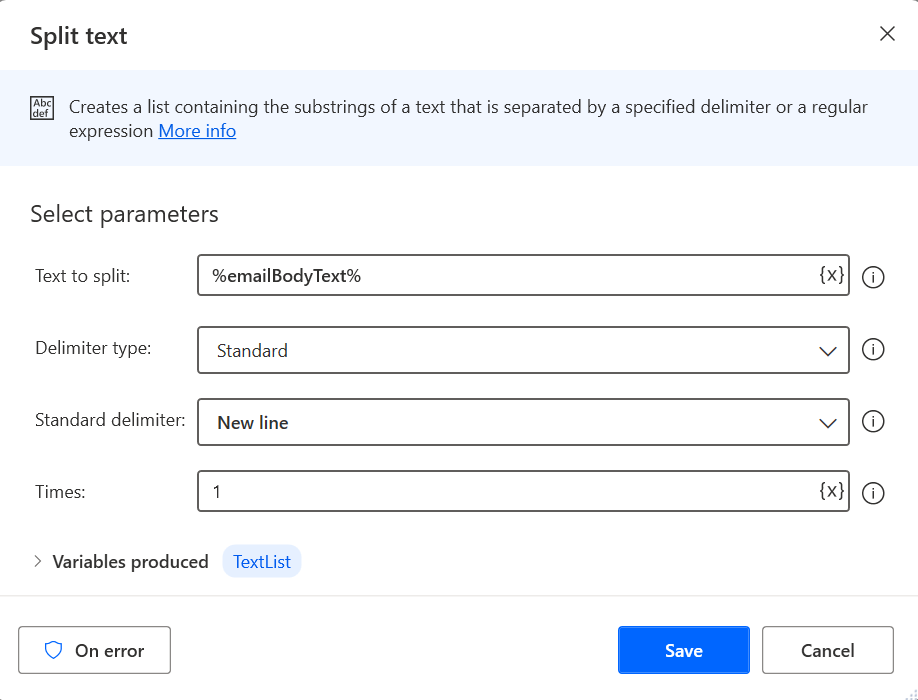 Split text
Abc
def
Creates a list containing the substrings of a text that is separated by a specified delimiter or a regular
expression More info
Select parameters
Text to split: %emailBodyText% {x}
Delimiter type: Standard
Standard delimiter: New line
Times: 1 {x}
Variables produced TextList
On error Save Cancel